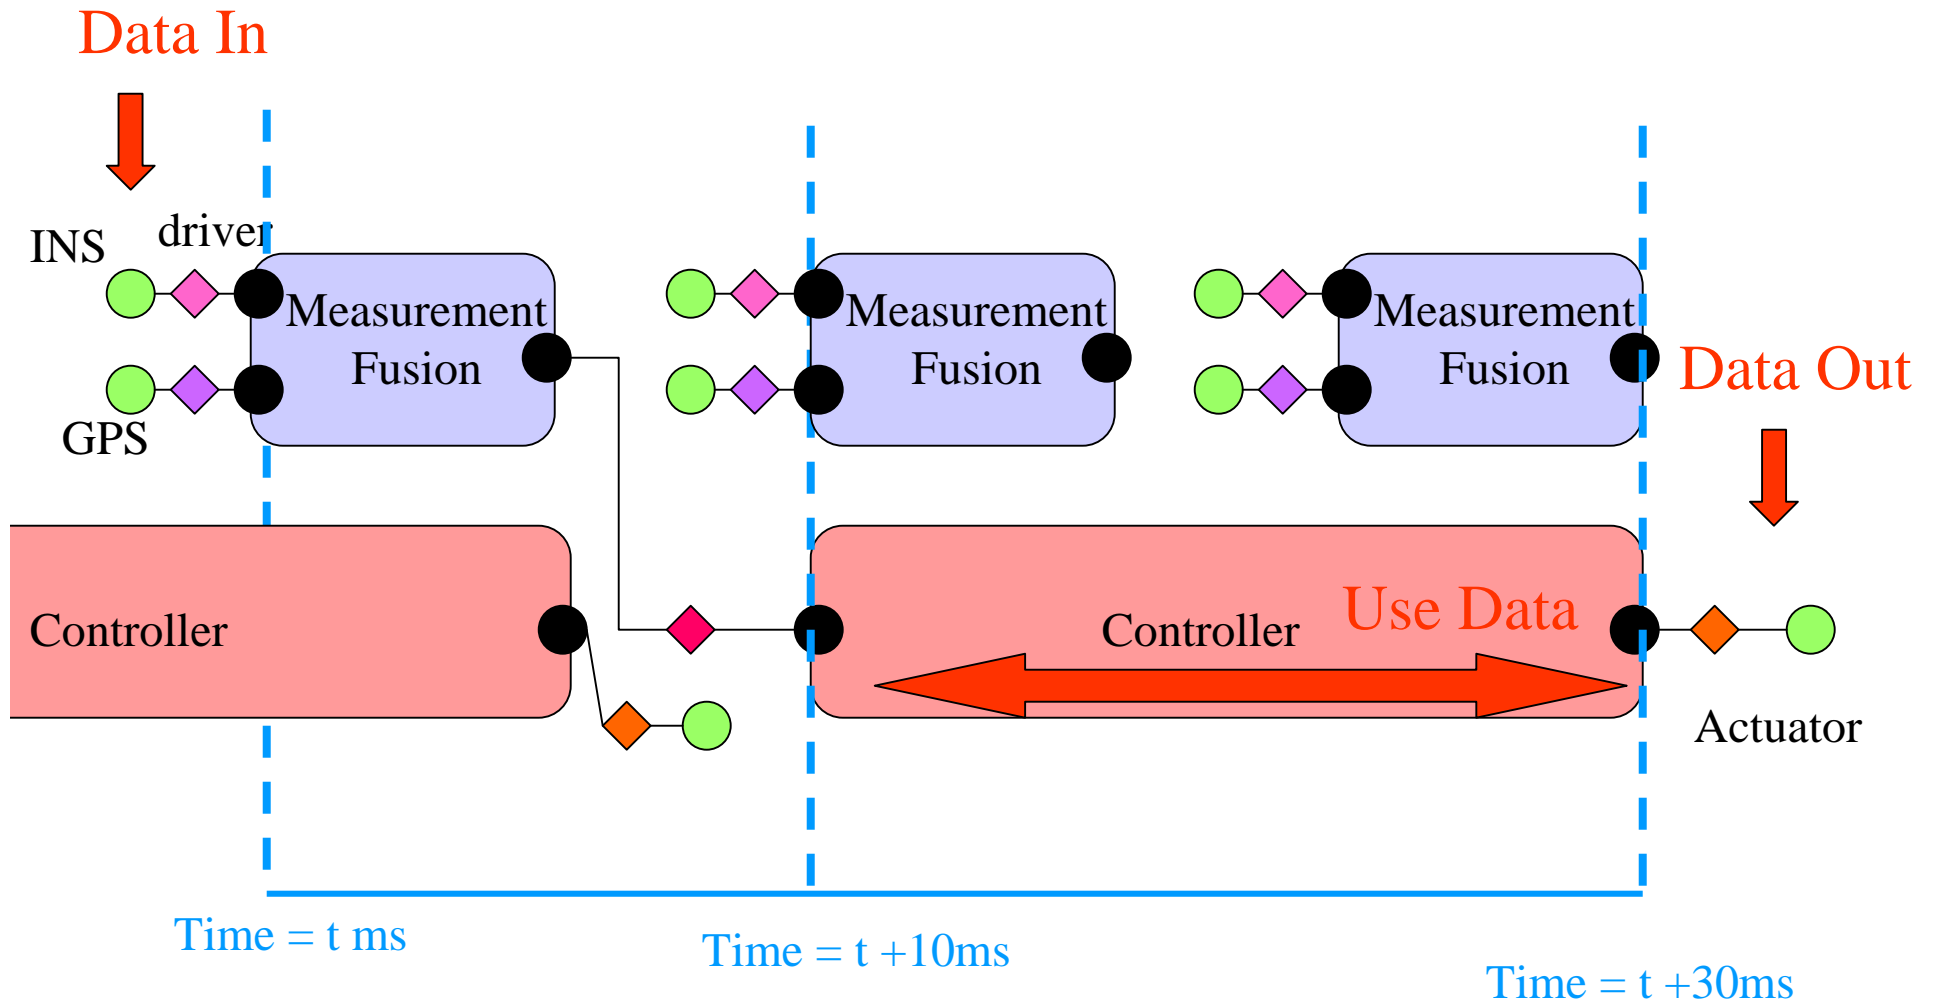 Data In
INS
driver
GPS
Measurement
Fusion
Measurement
Fusion
Measurement
Fusion
Data Out
Controller
Controller
Use Data
Actuator
Time = t ms
Time = t +10ms
Time = t +30ms